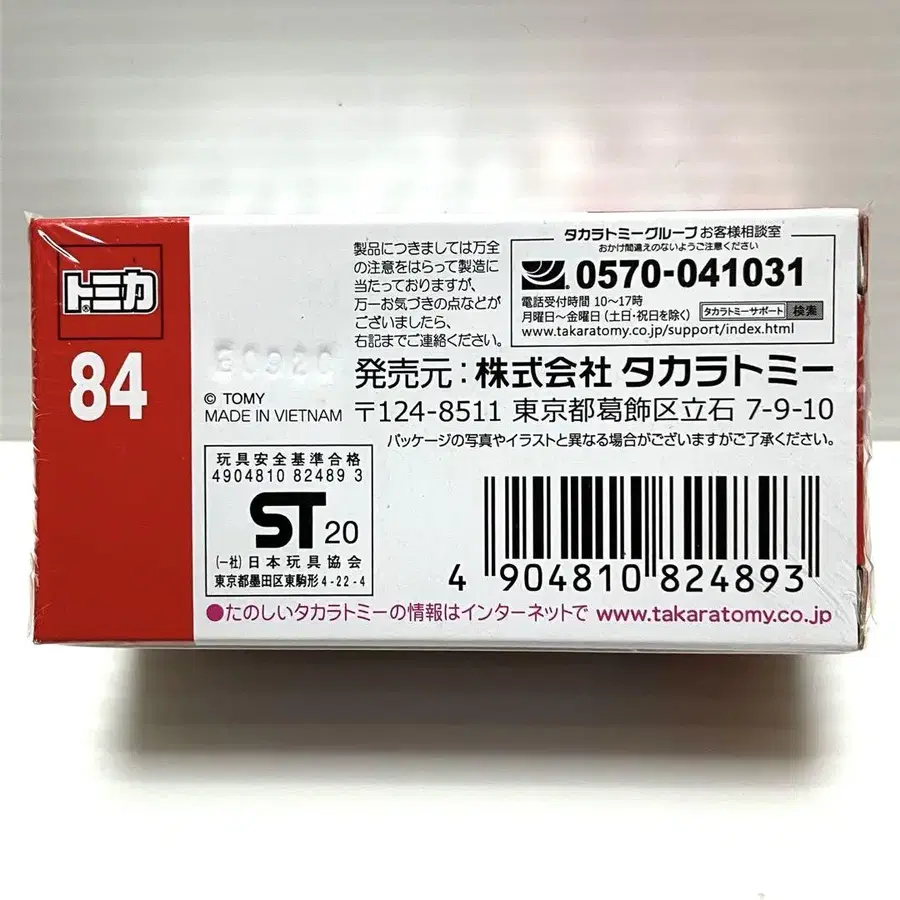 トミカ
84
製品につきましては万全
の注意をはらって製造に
当たっておりますが、
万一お気づきの点などが
ございましたら、
右記までご連絡ください。
タカラトミーグループ お客様相談室
おかけ間違えのないようご注意ください
0570-041031
電話受付時間 10〜17時
月曜日〜金曜日 (土日・祝日を除く)
タカラトミーサポート 検索
www.takaratomy.co.jp/support/index.html
© TOMY
MADE IN VIETNAM
発売元：株式会社 タカラトミー
〒124-8511 東京都葛飾区立石 7-9-10
パッケージの写真やイラストと異なる場合がございますがご了承ください。
玩具安全基準合格
4904810 82489 3
ST 20
(一社) 日本玩具協会
東京都墨田区東駒形 4-22-4
4 904810 824893
●たのしいタカラトミーの情報はインターネットで www.takaratomy.co.jp